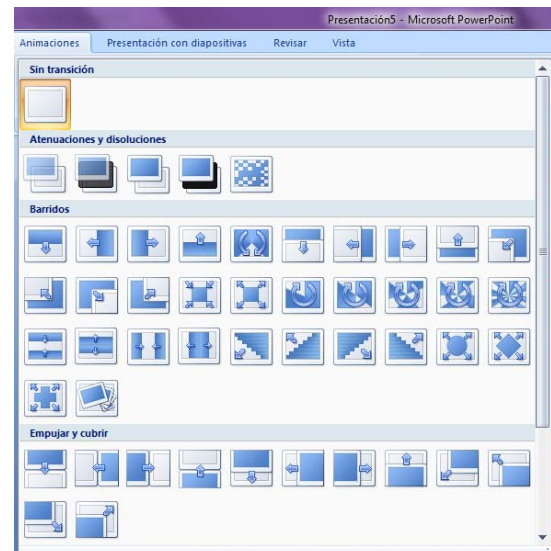 Presentación5 - Microsoft PowerPoint
Animaciones Presentación con diapositivas Revisar Vista
Sin transición
Atenuaciones y disoluciones
Barridos
Empujar y cubrir